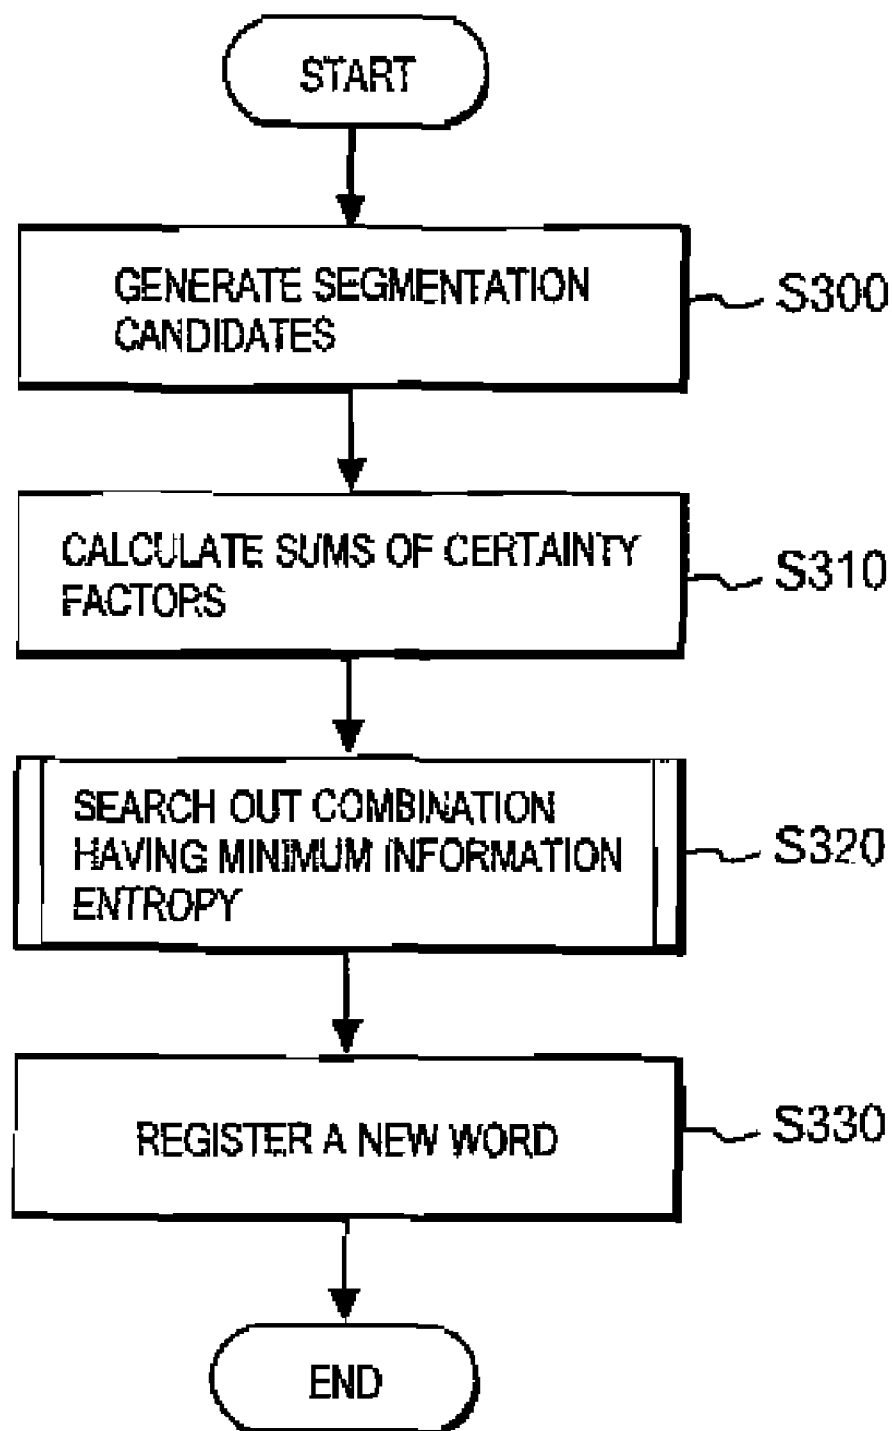 START
GENERATE SEGMENTATION
CANDIDATES
S300
CALCULATE SUMS OF CERTAINTY
FACTORS
S310
SEARCH OUT COMBINATION
HAVING MINIMUM INFORMATION
ENTROPY
S320
REGISTER A NEW WORD
S330
END